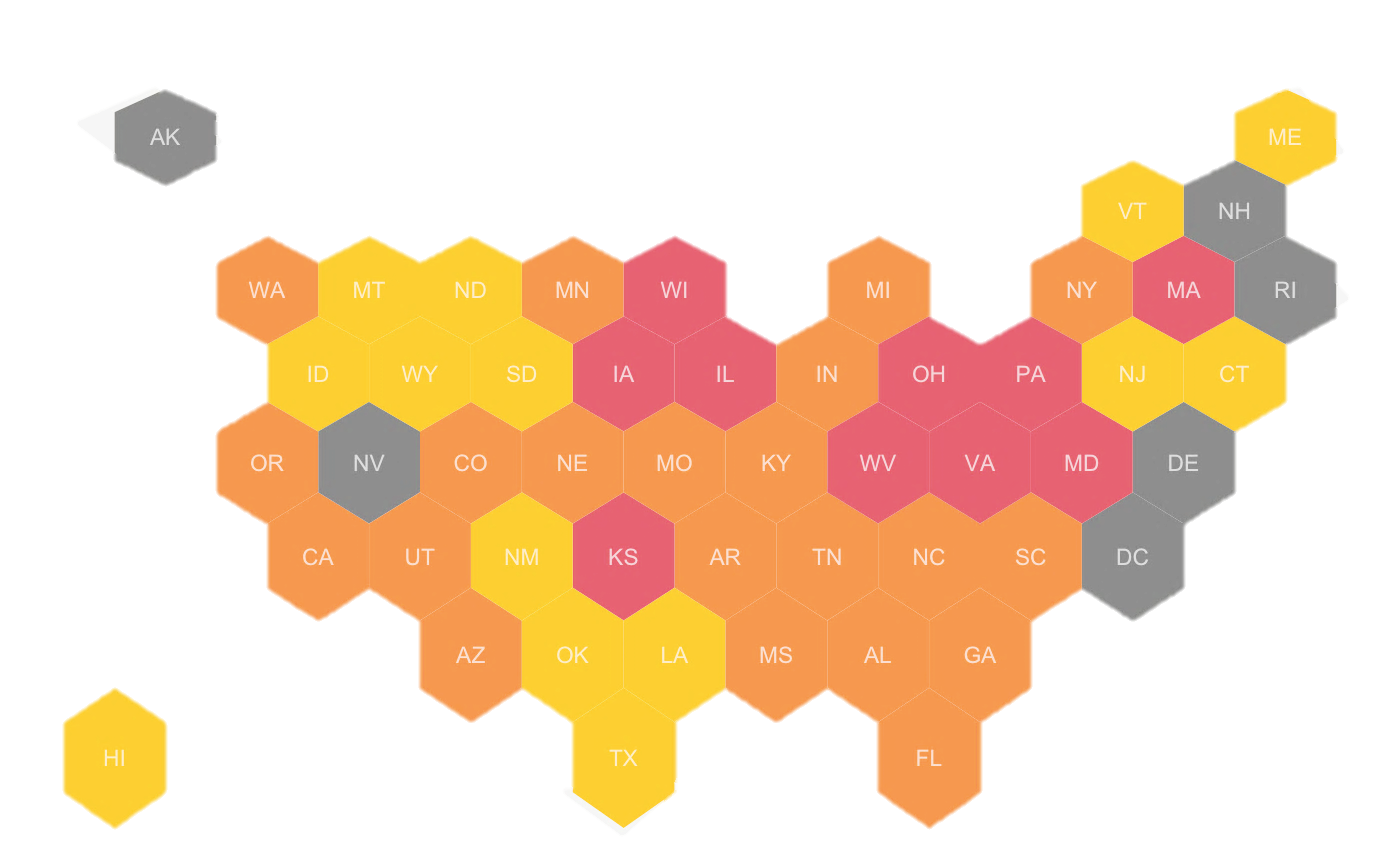 AK
ME
VT NH
WA MT ND MN WI MI NY MA RI
ID WY SD IA IL IN OH PA NJ CT
OR NV CO NE MO KY WV VA MD DE
CA UT NM KS AR TN NC SC DC
AZ OK LA MS AL GA
HI TX FL